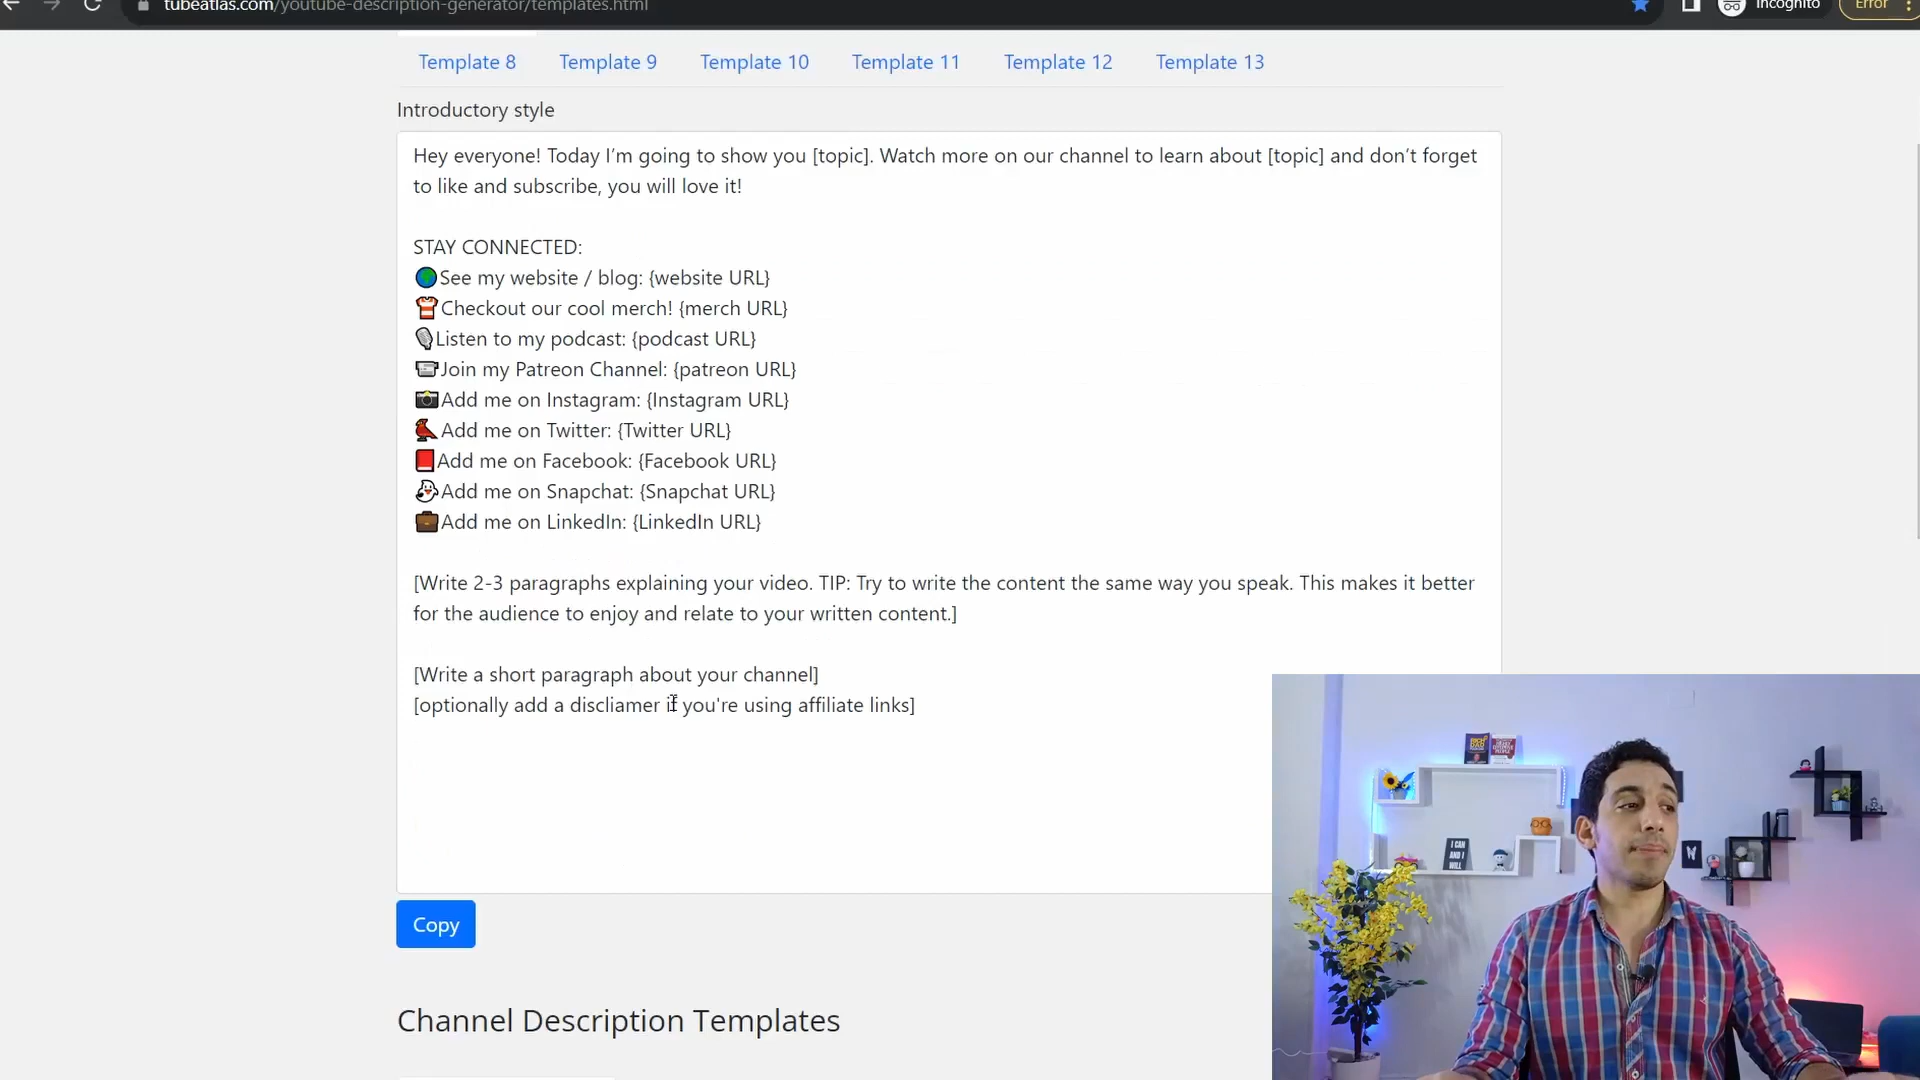 tubeatlas.com/youtube-description-generator/templates.html
Incognito
Error
Template 8
Template 9
Template 10
Template 11
Template 12
Template 13
Introductory style
Hey everyone! Today I’m going to show you [topic]. Watch more on our channel to learn about [topic] and don’t forget
to like and subscribe, you will love it!
STAY CONNECTED:
See my website / blog: {website URL}
Checkout our cool merch! {merch URL}
Listen to my podcast: {podcast URL}
Join my Patreon Channel: {patreon URL}
Add me on Instagram: {Instagram URL}
Add me on Twitter: {Twitter URL}
Add me on Facebook: {Facebook URL}
Add me on Snapchat: {Snapchat URL}
Add me on LinkedIn: {LinkedIn URL}
[Write 2-3 paragraphs explaining your video. TIP: Try to write the content the same way you speak. This makes it better
for the audience to enjoy and relate to your written content.]
[Write a short paragraph about your channel]
[optionally add a discliamer if you're using affiliate links]
RICH
DAD
I CAN
AND I
WILL
Copy
Channel Description Templates